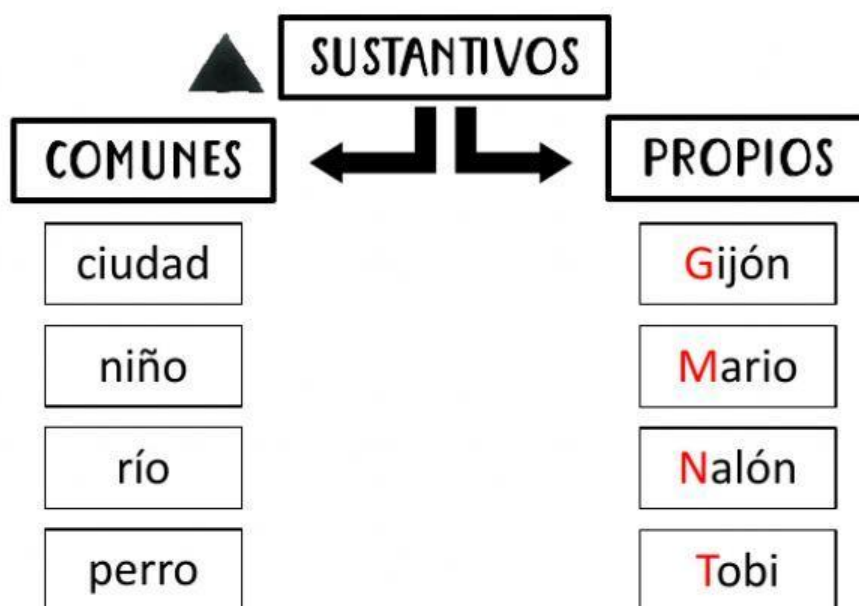 SUSTANTIVOS
COMUNES
PROPIOS
ciudad
Gijón
niño
Mario
río
Nalón
perro
Tobi